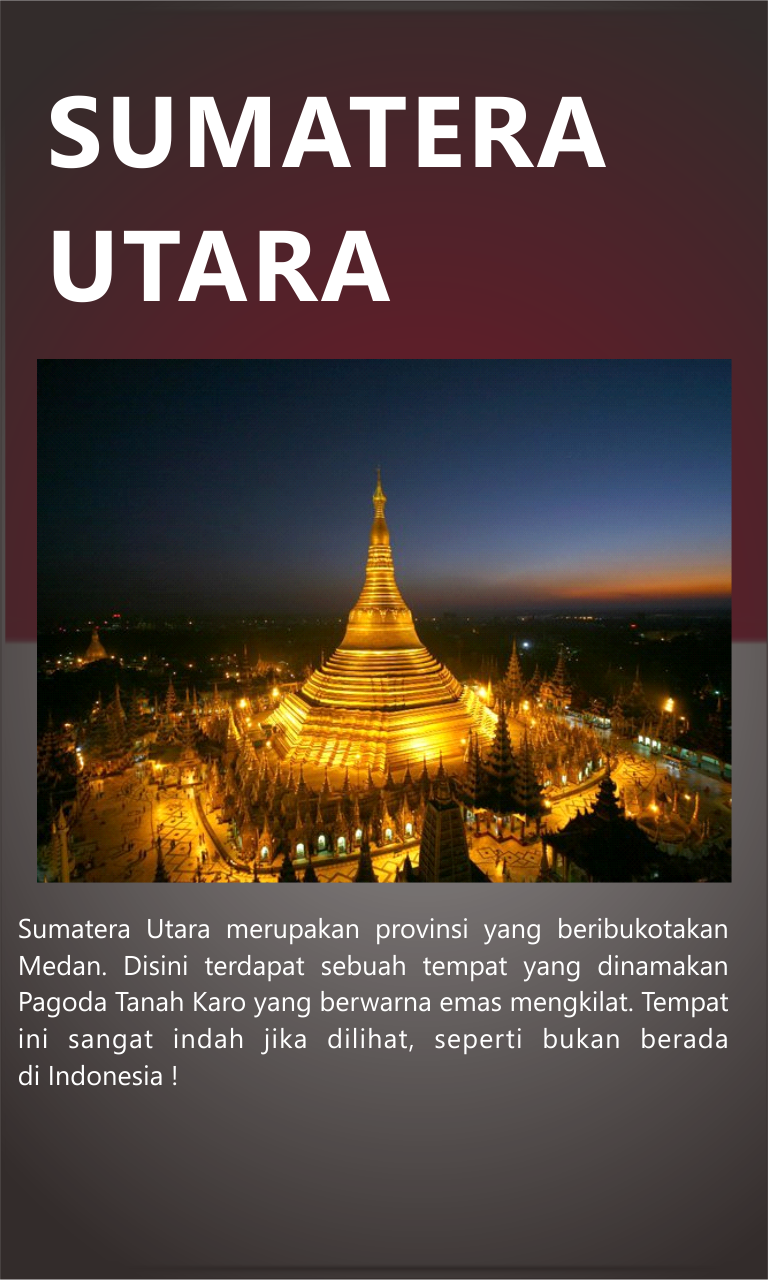 SUMATERA
UTARA
Sumatera Utara merupakan provinsi yang beribukotakan
Medan. Disini terdapat sebuah tempat yang dinamakan
Pagoda Tanah Karo yang berwarna emas mengkilat. Tempat
ini sangat indah jika dilihat, seperti bukan berada
di Indonesia !